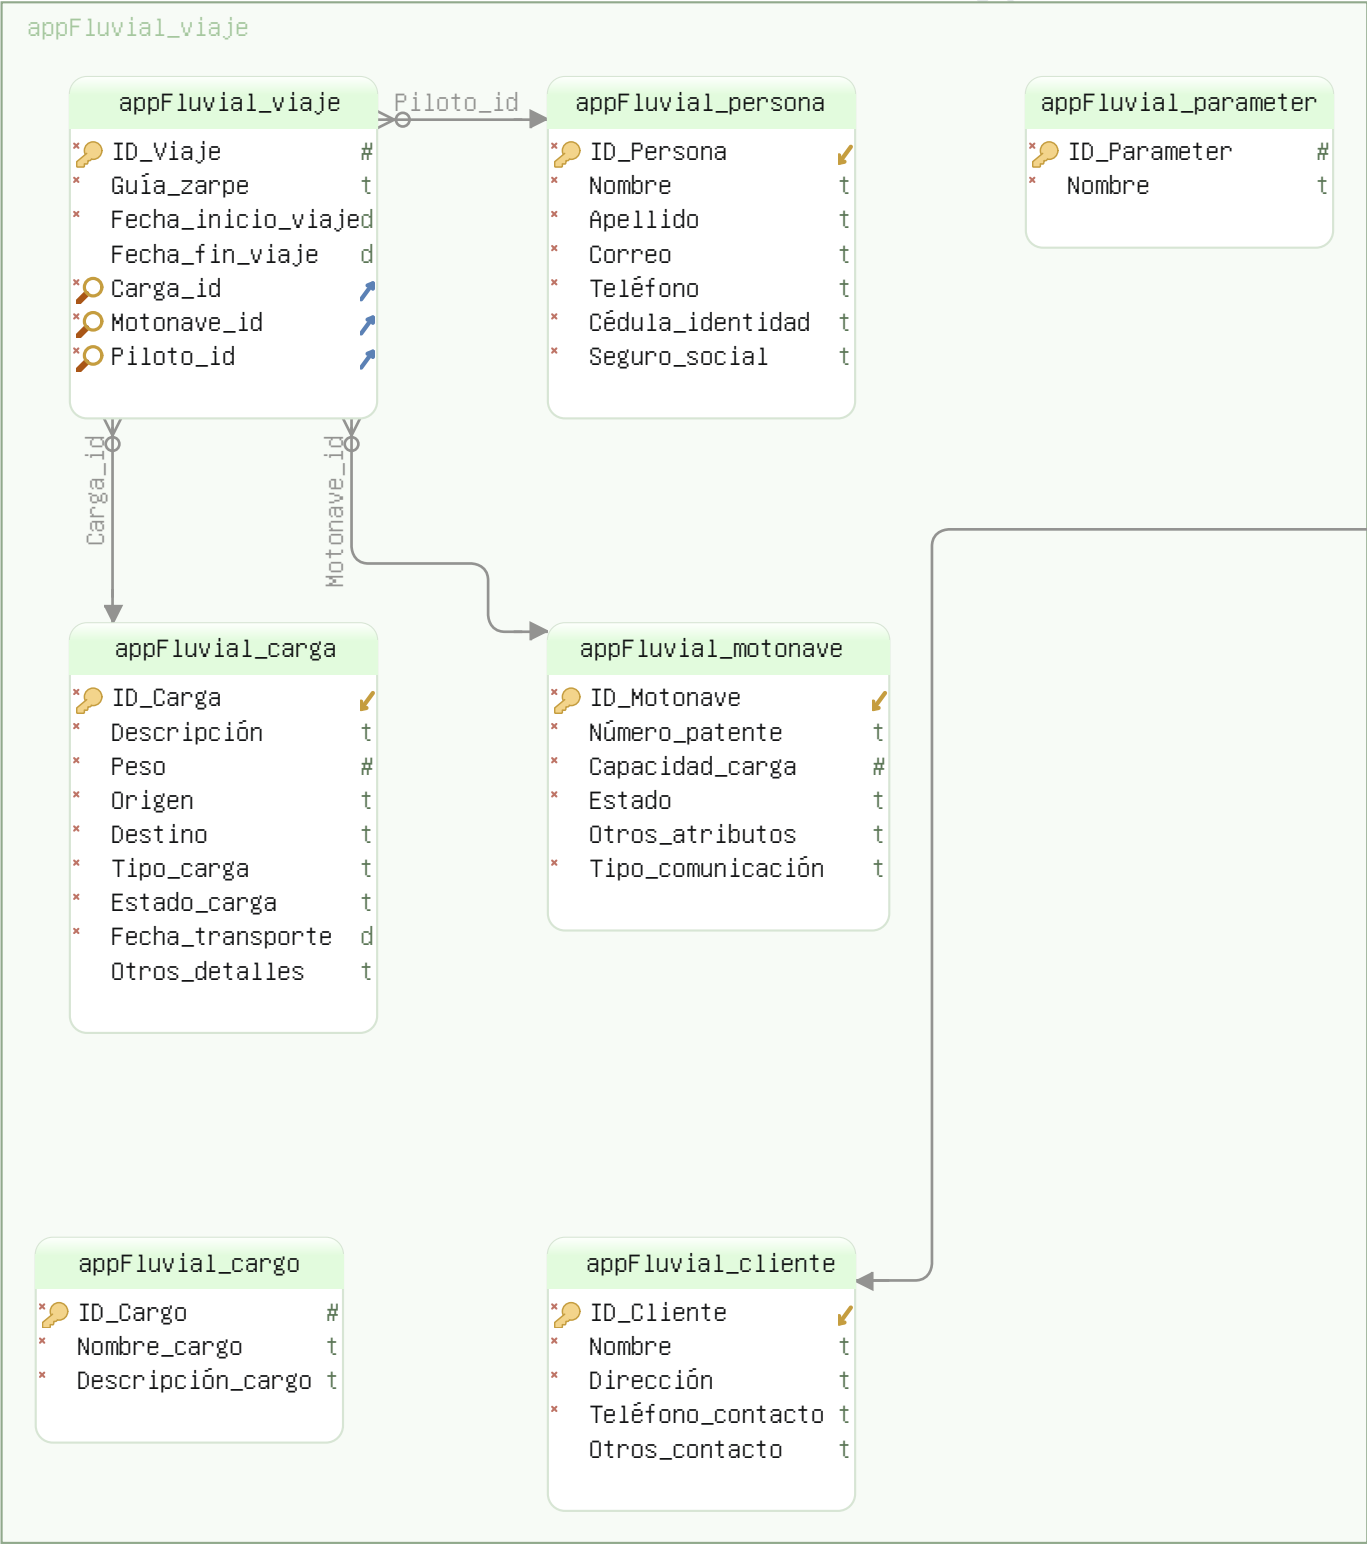 appFluvial_viaje
appFluvial_viaje
ID_Viaje #
Guía_zarpe t
Fecha_inicio_viaje d
Fecha_fin_viaje d
Carga_id
Motonave_id
Piloto_id
Piloto_id
appFluvial_persona
ID_Persona
Nombre t
Apellido t
Correo t
Teléfono t
Cédula_identidad t
Seguro_social t
appFluvial_parameter
ID_Parameter #
Nombre t
Carga_id
Motonave_id
appFluvial_carga
ID_Carga
Descripción t
Peso #
Origen t
Destino t
Tipo_carga t
Estado_carga t
Fecha_transporte d
Otros_detalles t
appFluvial_motonave
ID_Motonave
Número_patente t
Capacidad_carga #
Estado t
Otros_atributos t
Tipo_comunicación t
appFluvial_cargo
ID_Cargo #
Nombre_cargo t
Descripción_cargo t
appFluvial_cliente
ID_Cliente
Nombre t
Dirección t
Teléfono_contacto t
Otros_contacto t